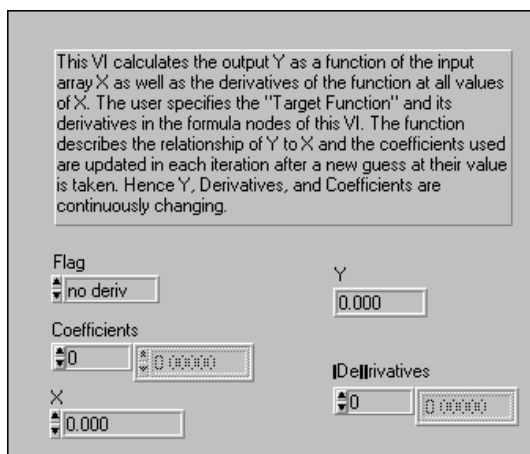 This VI calculates the output Y as a function of the input
array X as well as the derivatives of the function at all values
of X. The user specifies the "Target Function" and its
derivatives in the formula nodes of this VI. The function
describes the relationship of Y to X and the coefficients used
are updated in each iteration after a new guess at their value
is taken. Hence Y, Derivatives, and Coefficients are
continuously changing.
Flag
no deriv
Y
0.000
Coefficients
0 0.00000
X
0.000
Derivatives
0 0.00000